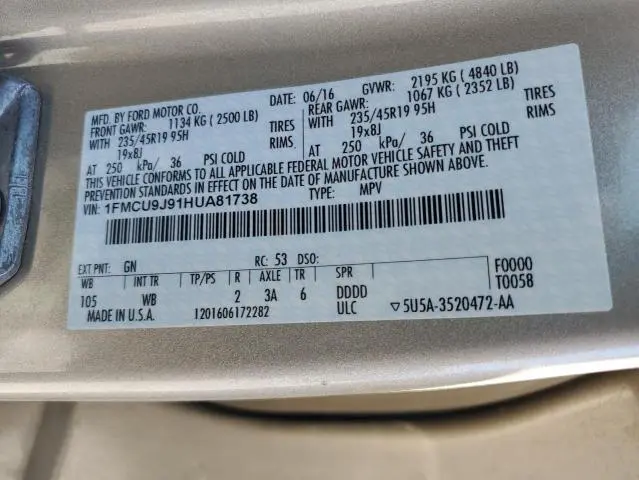 MFD. BY FORD MOTOR CO.
DATE: 06/16 GVWR: 2195 KG ( 4840 LB)
FRONT GAWR: 1134 KG ( 2500 LB)
REAR GAWR: 1067 KG ( 2352 LB)
WITH 235/45R19 95H TIRES
WITH 235/45R19 95H TIRES
19x8J RIMS
19x8J RIMS
AT 250 kPa/ 36 PSI COLD
AT 250 kPa/ 36 PSI COLD
THIS VEHICLE CONFORMS TO ALL APPLICABLE FEDERAL MOTOR VEHICLE SAFETY AND THEFT
PREVENTION STANDARDS IN EFFECT ON THE DATE OF MANUFACTURE SHOWN ABOVE.
VIN: 1FMCU9J91HUA81738
TYPE: MPV
EXT PNT: GN RC: 53 DSO:
WB INT TR TP/PS R AXLE TR SPR F0000
105 WB 2 3A 6 DDDD T0058
MADE IN U.S.A. 1201606172282 ULC ▽5U5A-3520472-AA